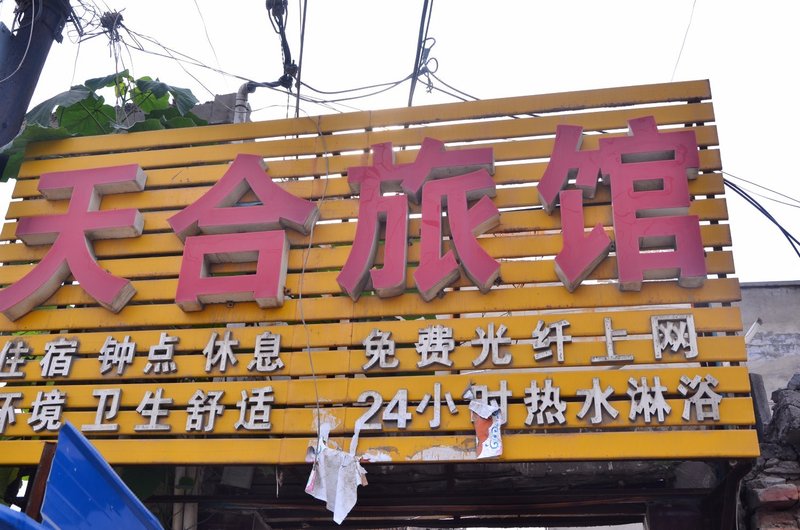 天合旅馆
住宿 钟点 休息 免费光纤上网
环境卫生舒适 24小时热水淋浴